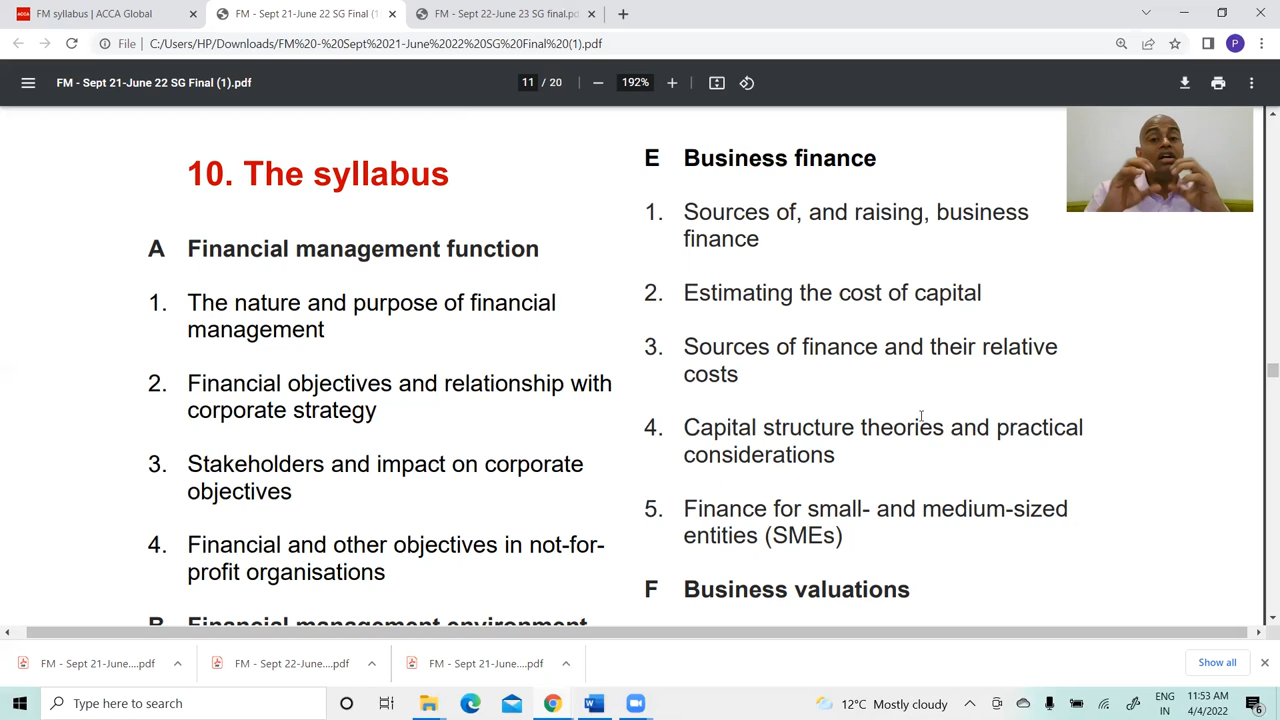 ACCA
FM syllabus | ACCA Global
FM - Sept 21-June 22 SG Final (1
FM - Sept 22-June 23 SG final.pd
File
C:/Users/HP/Downloads/FM%20-%20Sept%2021-June%2022%20SG%20Final%20(1).pdf
P
FM - Sept 21-June 22 SG Final (1).pdf
11 / 20
192%
10. The syllabus
A Financial management function
1. The nature and purpose of financial
management
2. Financial objectives and relationship with
corporate strategy
3. Stakeholders and impact on corporate
objectives
4. Financial and other objectives in not-for-
profit organisations
B Financial management environment
E Business finance
1. Sources of, and raising, business
finance
2. Estimating the cost of capital
3. Sources of finance and their relative
costs
4. Capital structure theories and practical
considerations
5. Finance for small- and medium-sized
entities (SMEs)
F Business valuations
FM - Sept 21-June....pdf
FM - Sept 22-June....pdf
FM - Sept 21-June....pdf
Show all
Type here to search
12°C Mostly cloudy
ENG
IN
11:53 AM
4/4/2022
6